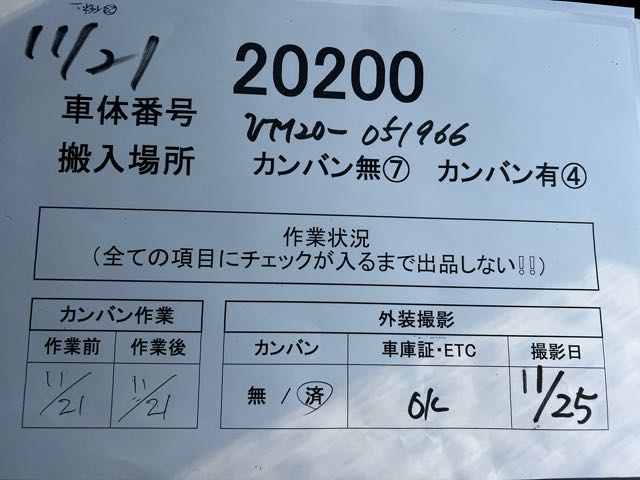 11/21
20200
車体番号 VM20-051966
搬入場所 カンバン無⑦ カンバン有④
作業状況
(全ての項目にチェックが入るまで出品しない!!)
カンバン作業
作業前 作業後
11/21 11/21
外装撮影
カンバン 車庫証・ETC 撮影日
無 / 済 OK 11/25